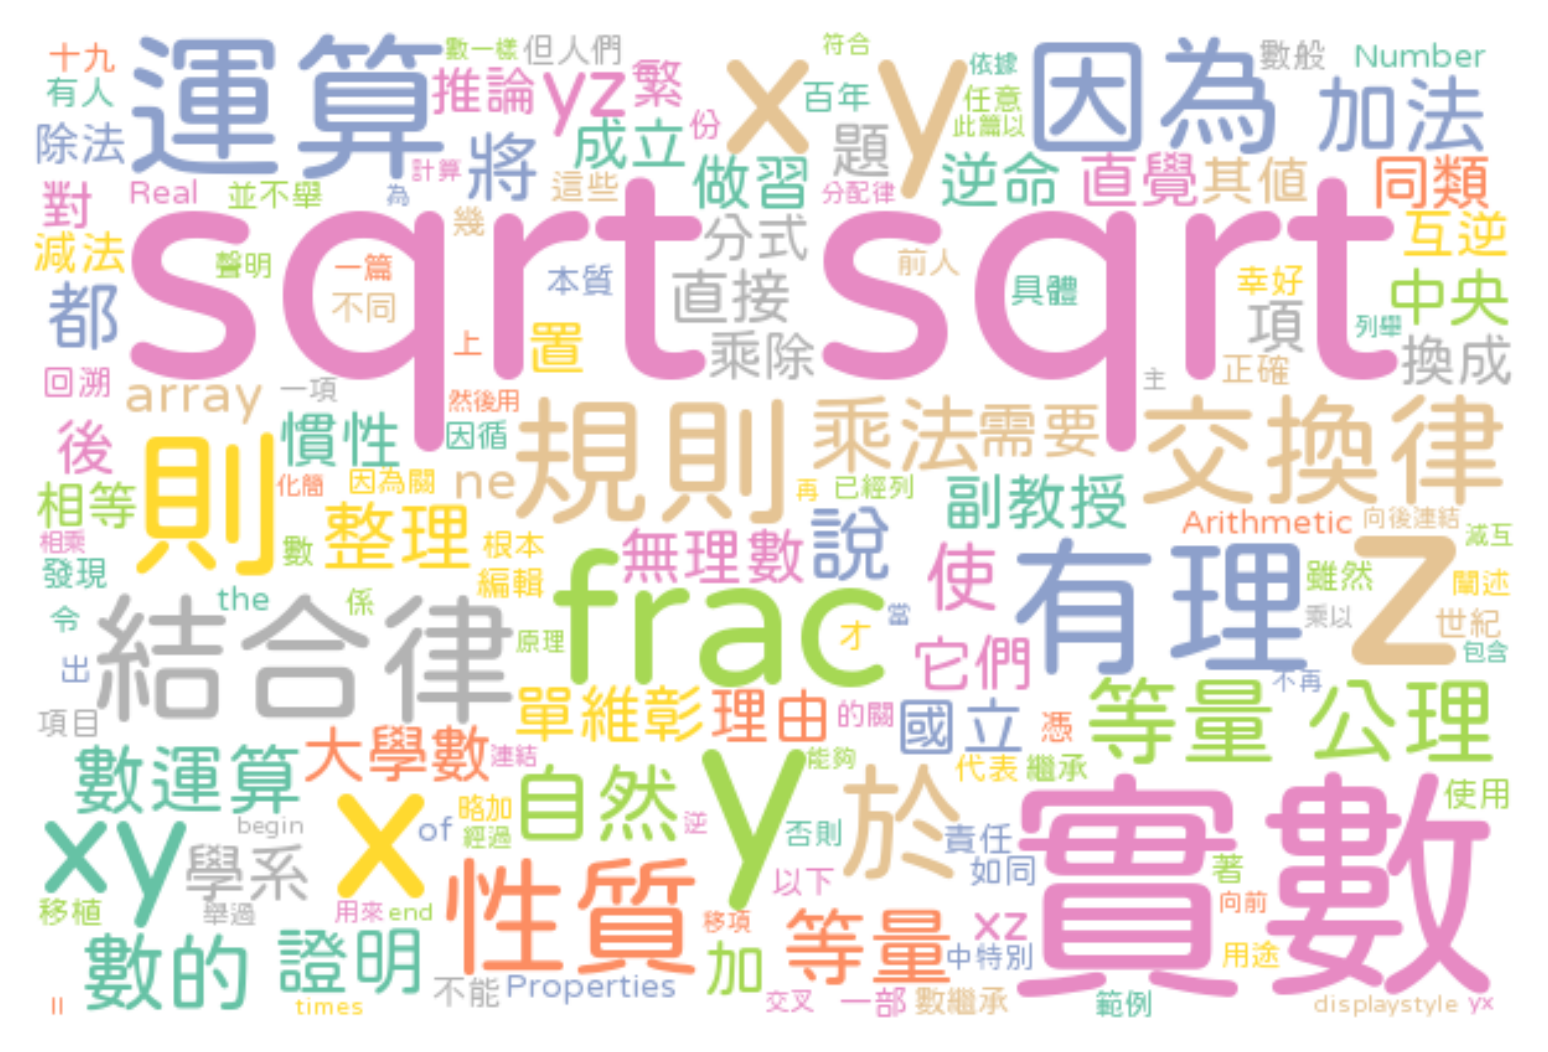 十九
運算
數一樣
但人們
符合
xy
依據
因為
數般
Number
有人
推論
yz
繁
百年
任意
加法
除法
成立
份
題
此篇以
計算
將
做習
逆命
直覺
其值
同類
對
Real
並不舉
為
這些
分配律
sqrt sqrt
幾
分式
互逆
減法
聲明
一篇
本質
直接
前人
具體
幸好
中央
都
不同
上
置
乘除
項
列舉
換成
回溯
array
一項
然後用
規則
乘法
需要
主
正確
交換律
後
慣性
因循
則
化簡
因為關
ne
再
已經列
副教授
相等
整理
Arithmetic
向後連結
減互
相乘
數
根本
無理數
說
使
有理
z
發現
編輯
frac
雖然
闡述
令
the
係
結合律
原理
才
當
它們
乘以
世紀
包含
出
不再
項目
單維彰
理由
的關
國立
憑
等量
公理
數運算
大學數
連結
自然
y
能夠
於
代表
繼承
實數
使用
xy
begin
x
of
略加
經過
逆
否則
責任
學系
如同
著
移植
舉過
用來
end
性質
以下
移項
等量
xz
向前
數的
證明
加
中特別
用途
不能
Properties
ll
times
交叉
一部
數繼承
範例
displaystyle
yx